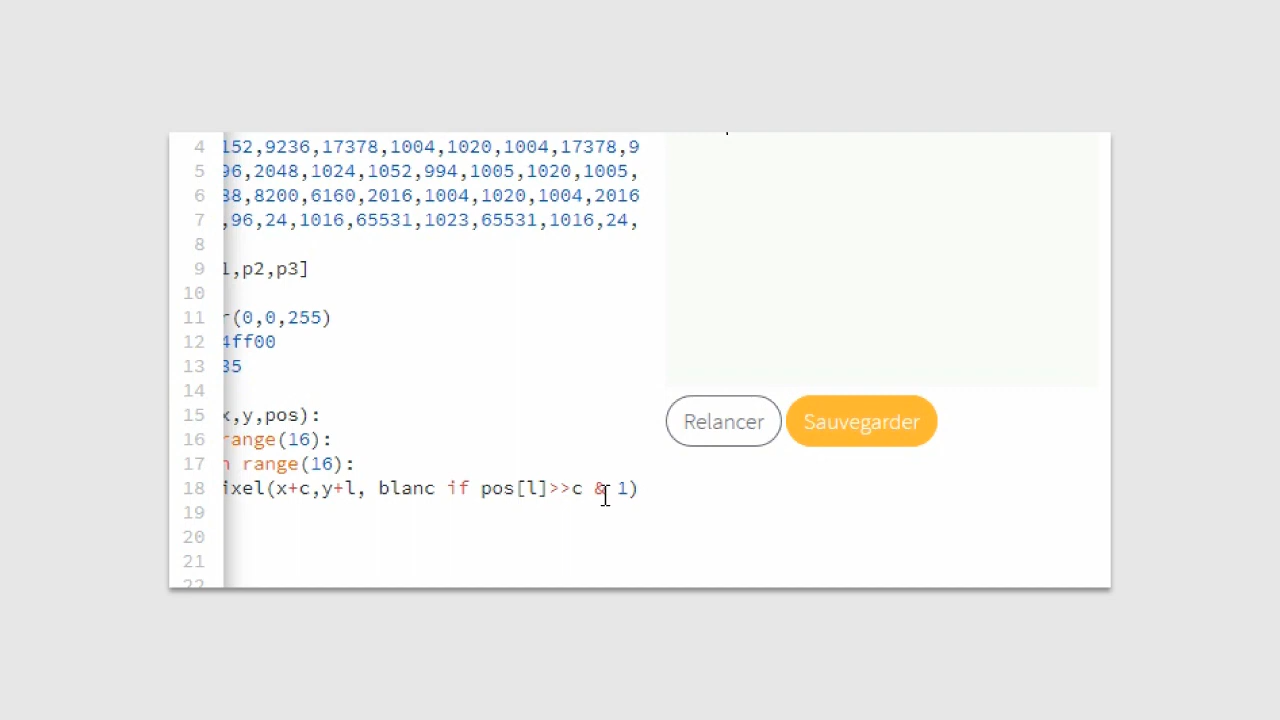 4 152,9236,17378,1004,1020,1004,17378,9
5 96,2048,1024,1052,994,1005,1020,1005,
6 38,8200,6160,2016,1004,1020,1004,2016
7 ,96,24,1016,65531,1023,65531,1016,24,
8
9 1,p2,p3]
10
11 r(0,0,255)
12 4ff00
13 35
14
15 x,y,pos):
16 range(16):
17 n range(16):
18 ixel(x+c,y+l, blanc if pos[l]>>c & 1)
19
20
21
22
Relancer Sauvegarder